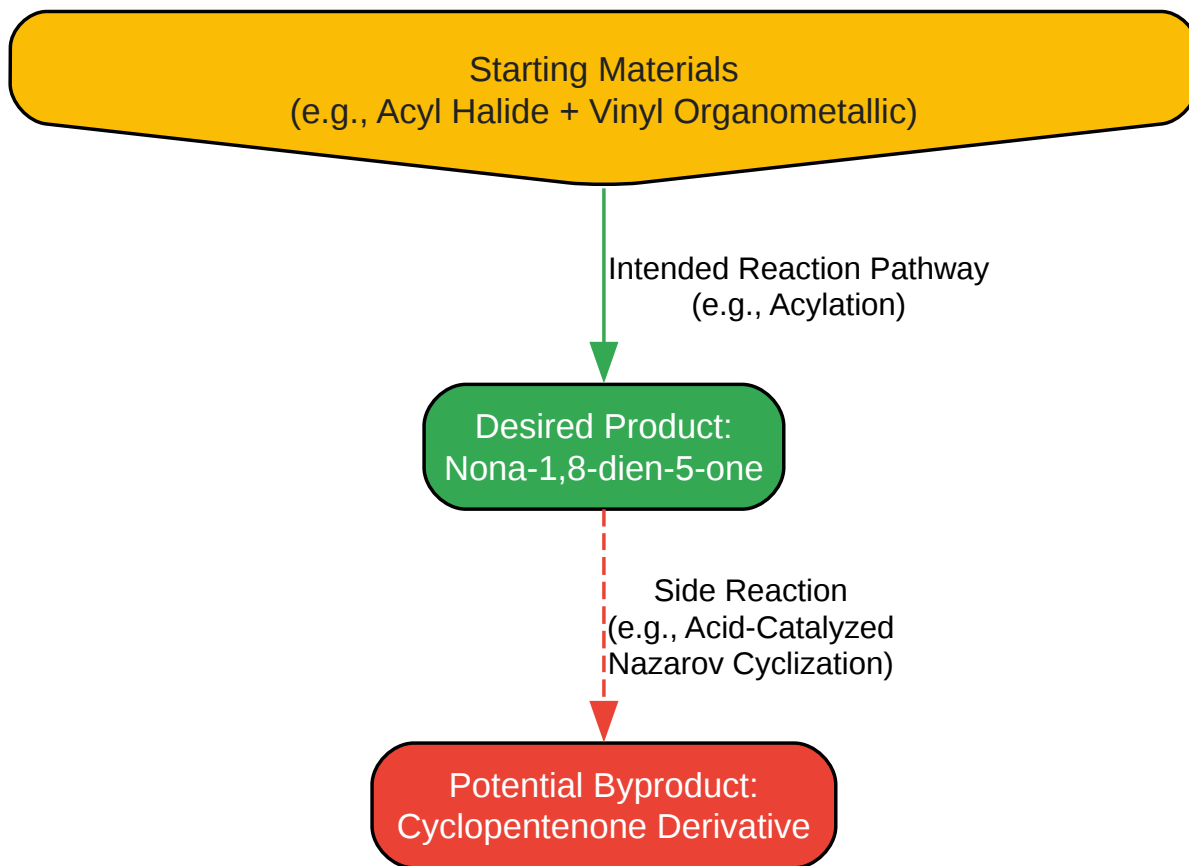 Starting Materials
(e.g., Acyl Halide + Vinyl Organometallic)
Intended Reaction Pathway
(e.g., Acylation)
Desired Product:
Nona-1,8-dien-5-one
Side Reaction
(e.g., Acid-Catalyzed
Nazarov Cyclization)
Potential Byproduct:
Cyclopentenone Derivative